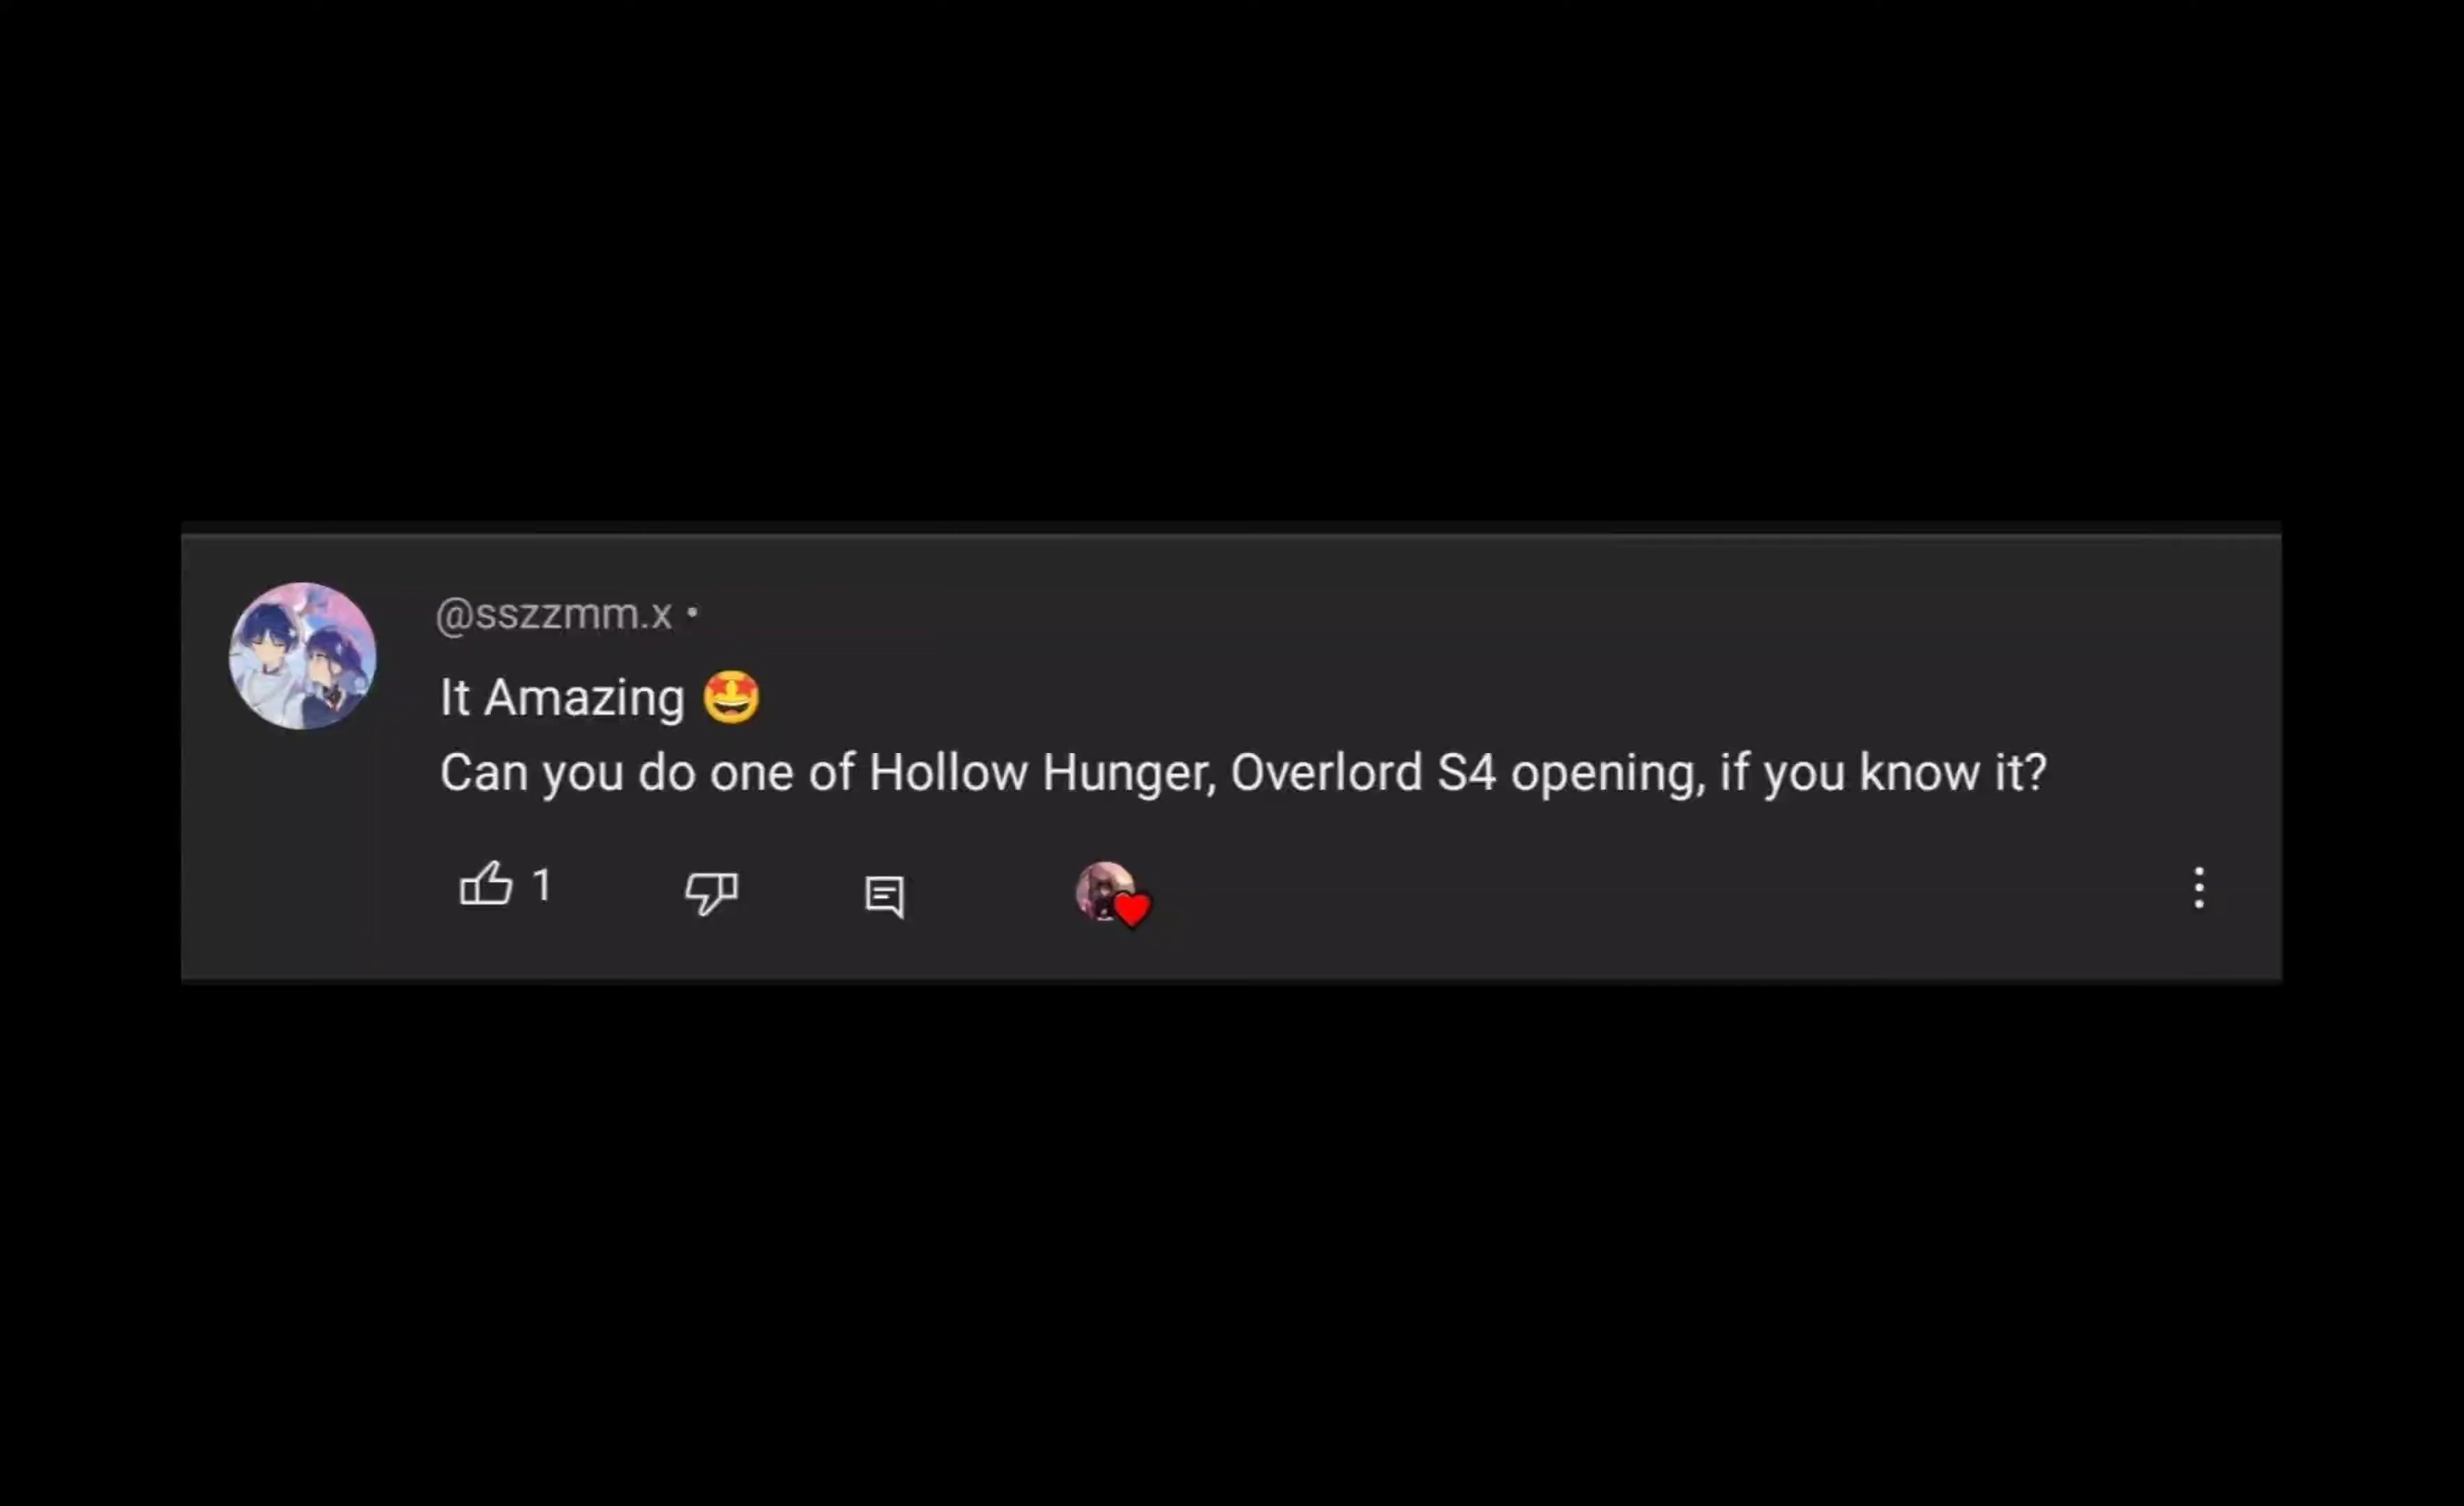 @sszzmm.x •
It Amazing 🤩
Can you do one of Hollow Hunger, Overlord S4 opening, if you know it?
1